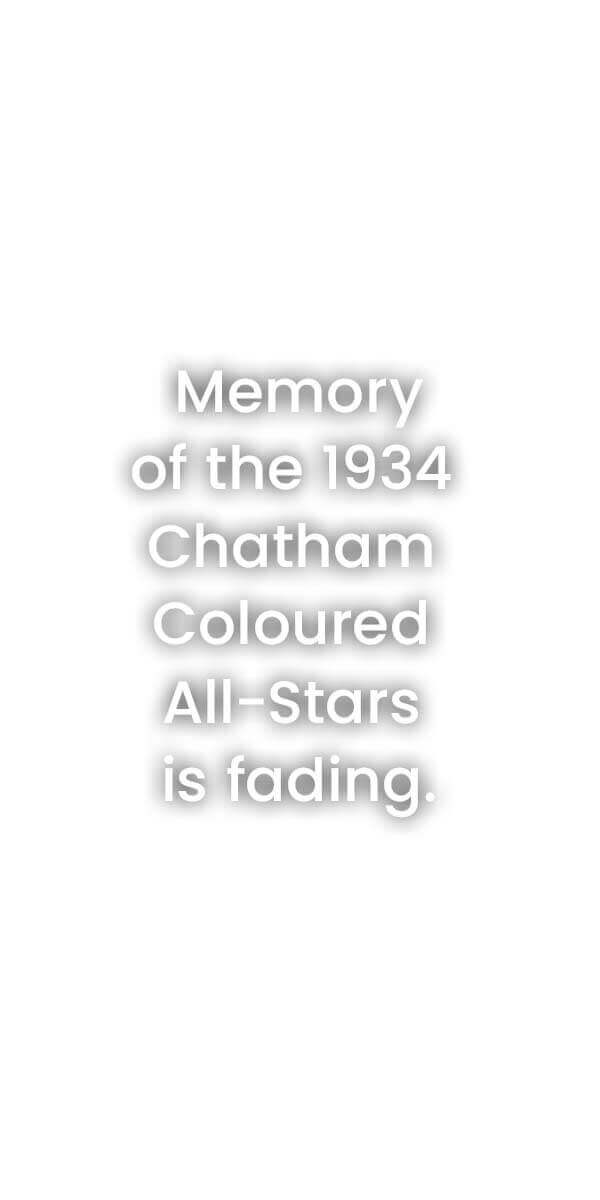 Memory
of the 1934
Chatham
Coloured
All-Stars
is fading.